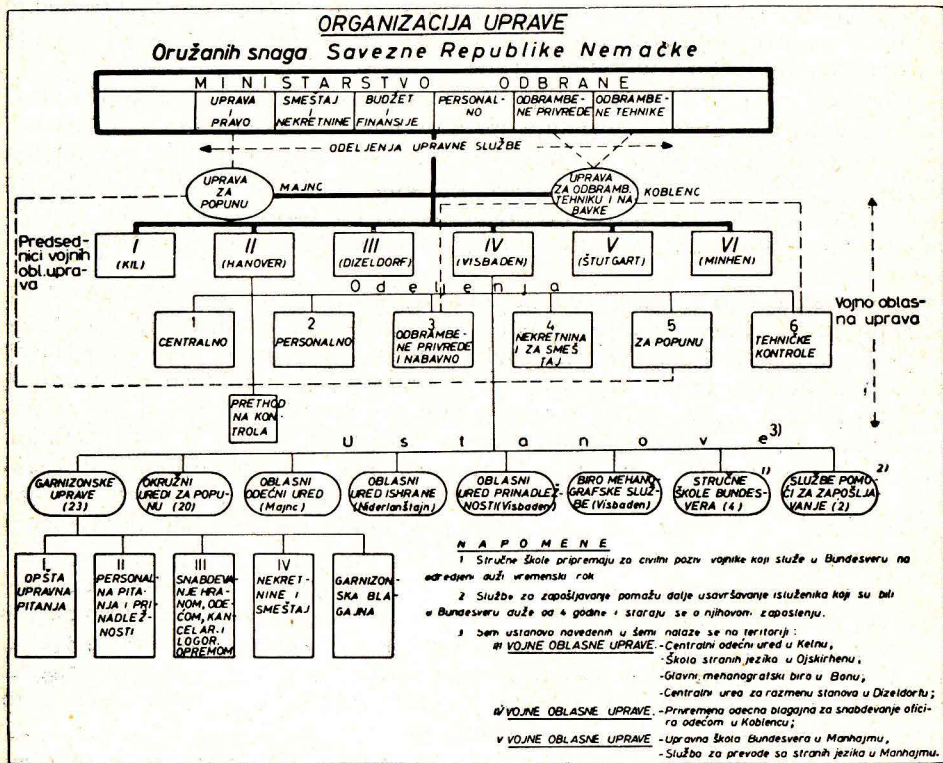 ORGANIZACIJA UPRAVE
Oružanih snaga Savezne Republike Nemačke
MINISTARSTVO ODBRANE
UPRAVA I PRAVO
SMEŠTAJ I NEKRETNINE
BUDŽET I FINANSIJE
PERSONAL-
NO
ODBRAMBE-
NE PRIVREDE
ODBRAMBE-
NE TEHNIKE
ODELJENJA UPRAVNE SLUŽBE
UPRAVA
ZA
POPUNU
MAJNC
UPRAVA
ZA ODBRAMB.
TEHNIKU I NA
BAVKE
KOBLENC
Predsed-
nici vojnih
obl. upra-
va
I
(KIL)
II
(HANOVER)
III
(DIZELDORF)
IV
(VISBADEN)
V
(ŠTUTGART)
VI
(MINHEN)
Vojno oblas-
na uprava
Odeljenja
1
CENTRALNO
2
PERSONALNO
3
ODBRAMBE-
NE PRIVREDE
I NABAVNO
4
NEKRETNINA
I ZA SMEŠ
TAJ
5
ZA POPUNU
6
TEHNIČKE
KONTROLE
PRETHOD
NA KON
TROLA
Ustanove 3)
GARNIZONSKE
UPRAVE
(23)
OKRUŽNI
UREDI ZA POPU-
NU (20)
OBLASNI
ODEĆNI URED
(Majnc)
OBLASNI
URED ISHRANE
(Niderlanštajn)
OBLASNI
URED PRINADLEŽ-
NOSTI (Visbaden)
BIRO MEHANO-
GRAFSKE SLUŽ-
BE (Visbaden)
1)
STRUČNE
ŠKOLE BUNDES-
VERA (4)
2)
SLUŽBE POMO
ĆI ZA ZAPOŠLJA
VANJE (2)
I
OPŠTA
UPRAVNA
PITANJA
II
PERSONAL-
NA PITA-
NJA I PRI-
NADLEŽ-
NOSTI
III
SNABDEVA-
NJE HRA-
NOM, ODE-
ĆOM, KAN-
CELAR. I
LOGOR.
OPREMOM
IV
NEKRET-
NINE I
SMEŠTAJ
GARNIZON-
SKA BLA-
GAJNA
NAPOMENE
1 Stručne škole pripremaju za civilni poziv vojnike koji služe u Bundesveru na
određjeni duži vremenski rok
2 Službe za zapošljavanje pomažu dalje usavršavanje isluženika koji su bili
u Bundesveru duže od 4 godine i staraju se o njihovom zaposlenju.
3 Sem ustanova navedenih u šemi nalaze se na teritoriji :
III VOJNE OBLASNE UPRAVE. - Centralni odećni ured u Kelnu,
- Škola stranih jezika u Ojskirhenu,
- Glavni mehanografski biro u Bonu,
- Centralni ured za razmenu stanova u Dizeldorfu;
IV VOJNE OBLASNE UPRAVE. - Privremena odećna blagajna za snabdevanje ofici
ra odećom u Koblencu;
V VOJNE OBLASNE UPRAVE - Upravna škola Bundesvera u Manhajmu,
- Služba za prevode sa stranih jezika u Manhajmu.